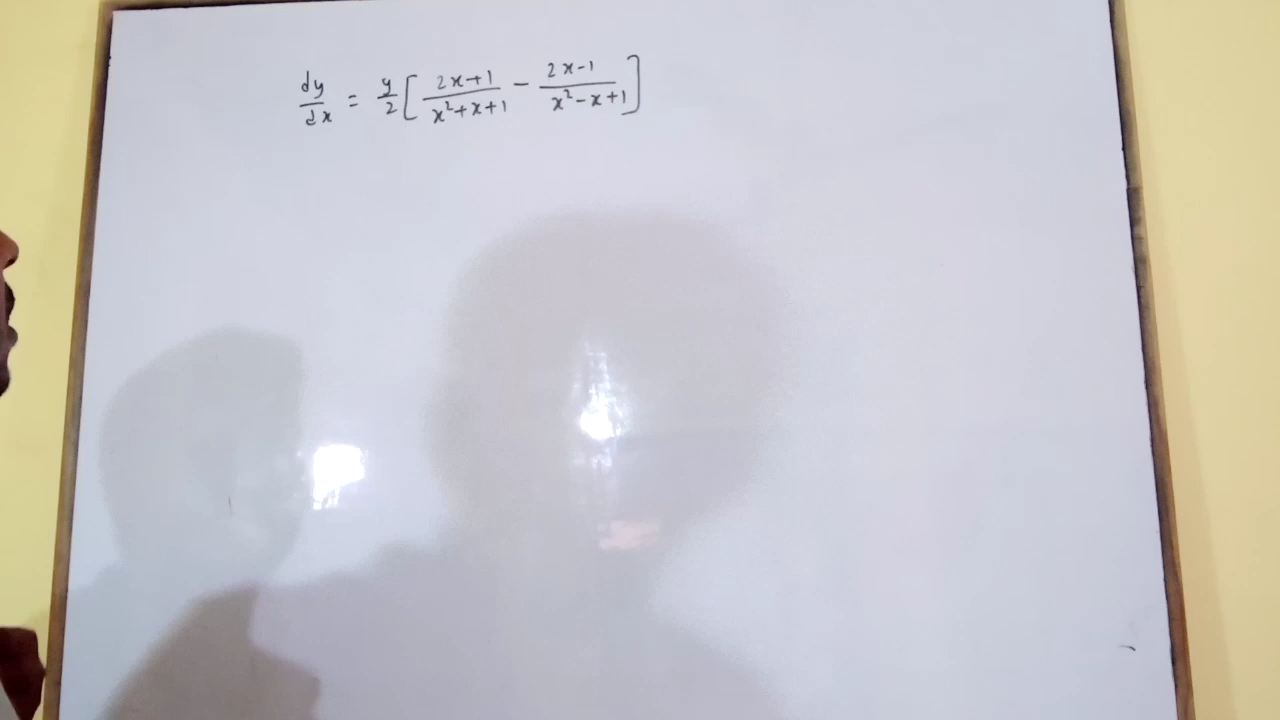 dy/dx = y/2 [ (2x+1)/(x²+x+1) − (2x−1)/(x²−x+1) ]